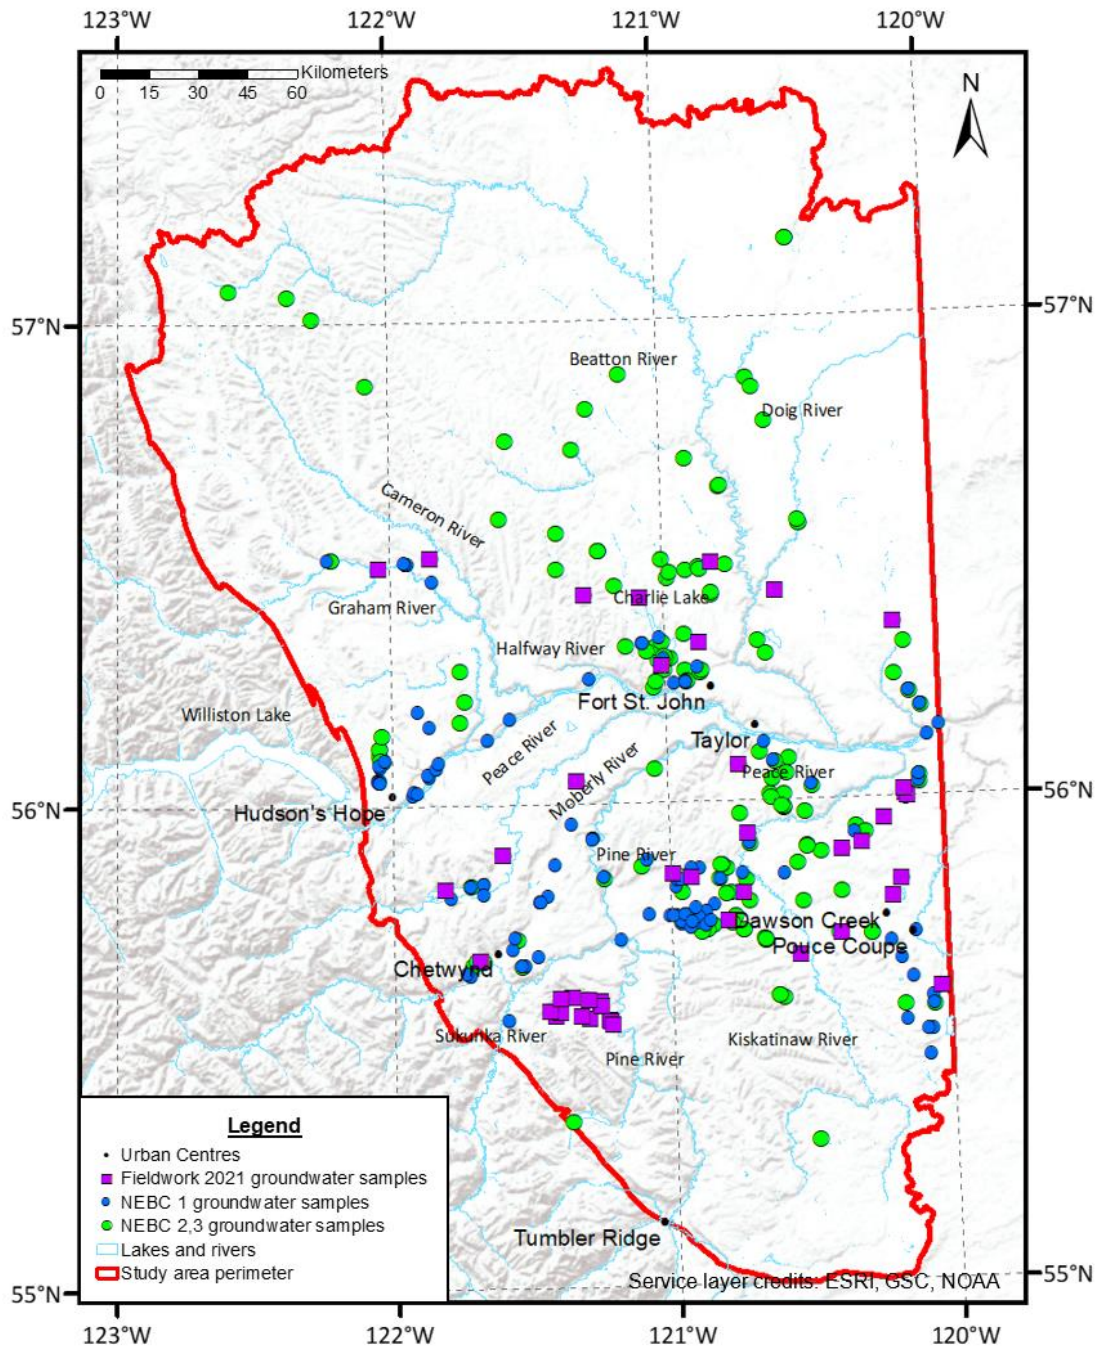 123°W 122°W 121°W 120°W
Kilometers
0 15 30 45 60
N
57°N 57°N
Beatton River
Doig River
Cameron River
Graham River
Charlie Lake
Halfway River
Fort St. John
Williston Lake
Taylor
Peace River
Peace River
Moberly River
56°N 56°N
Hudson's Hope
Pine River
Dawson Creek
Pouce Coupe
Chetwynd
Sukunka River
Kiskatinaw River
Pine River
Legend
Urban Centres
Fieldwork 2021 groundwater samples
NEBC 1 groundwater samples
NEBC 2,3 groundwater samples
Lakes and rivers
Study area perimeter
Tumbler Ridge
Service layer credits: ESRI, GSC, NOAA
55°N 55°N
123°W 122°W 121°W 120°W